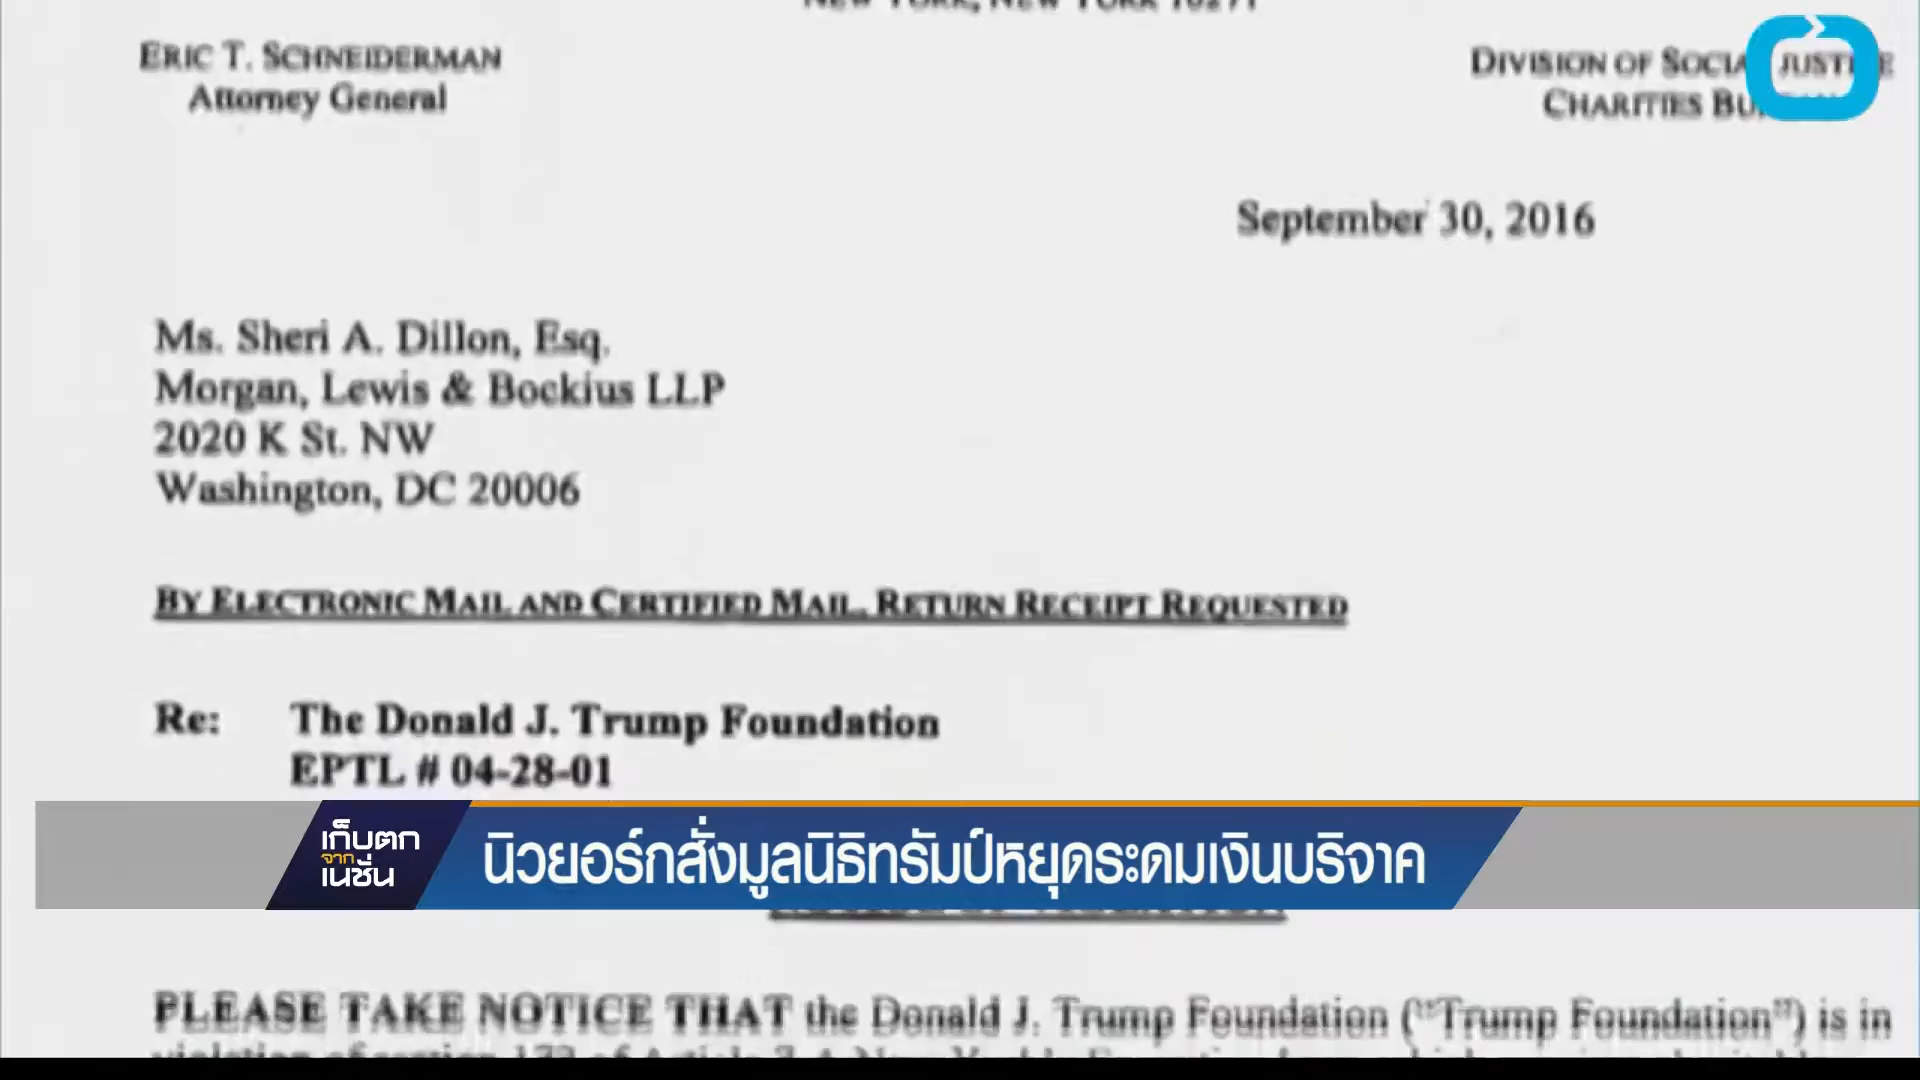 NEW YORK, NEW YORK 10271
ERIC T. SCHNEIDERMAN
Attorney General
DIVISION OF SOCIAL JUSTICE
CHARITIES
September 30, 2016
Ms. Sheri A. Dillon, Esq.
Morgan, Lewis & Bockius LLP
2020 K St. NW
Washington, DC 20006
BY ELECTRONIC MAIL AND CERTIFIED MAIL, RETURN RECEIPT REQUESTED
Re: The Donald J. Trump Foundation
EPTL # 04-28-01
เก็บตก
จาก
เนชั่น
นิวยอร์กสั่งมูลนิธิทรัมป์หยุดระดมเงินบริจาค
PLEASE TAKE NOTICE THAT the Donald J. Trump Foundation ("Trump Foundation") is in